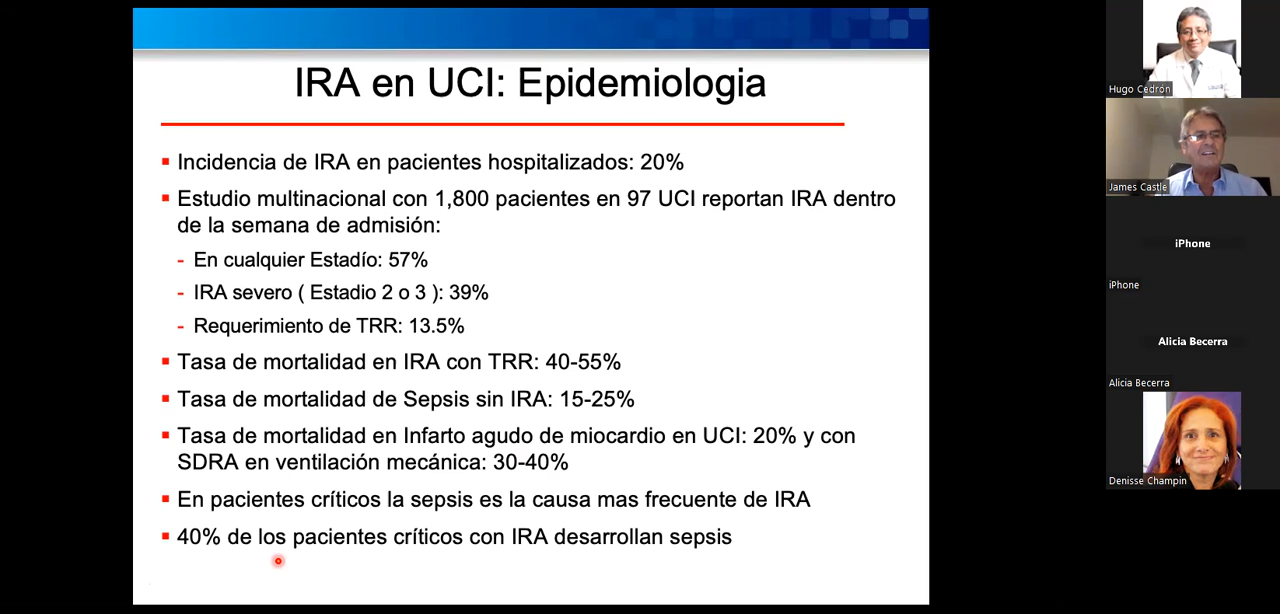 IRA en UCI: Epidemiologia
Incidencia de IRA en pacientes hospitalizados: 20%
Estudio multinacional con 1,800 pacientes en 97 UCI reportan IRA dentro
de la semana de admisión:
- En cualquier Estadío: 57%
- IRA severo ( Estadio 2 o 3 ): 39%
- Requerimiento de TRR: 13.5%
Tasa de mortalidad en IRA con TRR: 40-55%
Tasa de mortalidad de Sepsis sin IRA: 15-25%
Tasa de mortalidad en Infarto agudo de miocardio en UCI: 20% y con
SDRA en ventilación mecánica: 30-40%
En pacientes críticos la sepsis es la causa mas frecuente de IRA
40% de los pacientes críticos con IRA desarrollan sepsis
Hugo Cedrón
James Castle
iPhone
iPhone
Alicia Becerra
Alicia Becerra
Denisse Champin